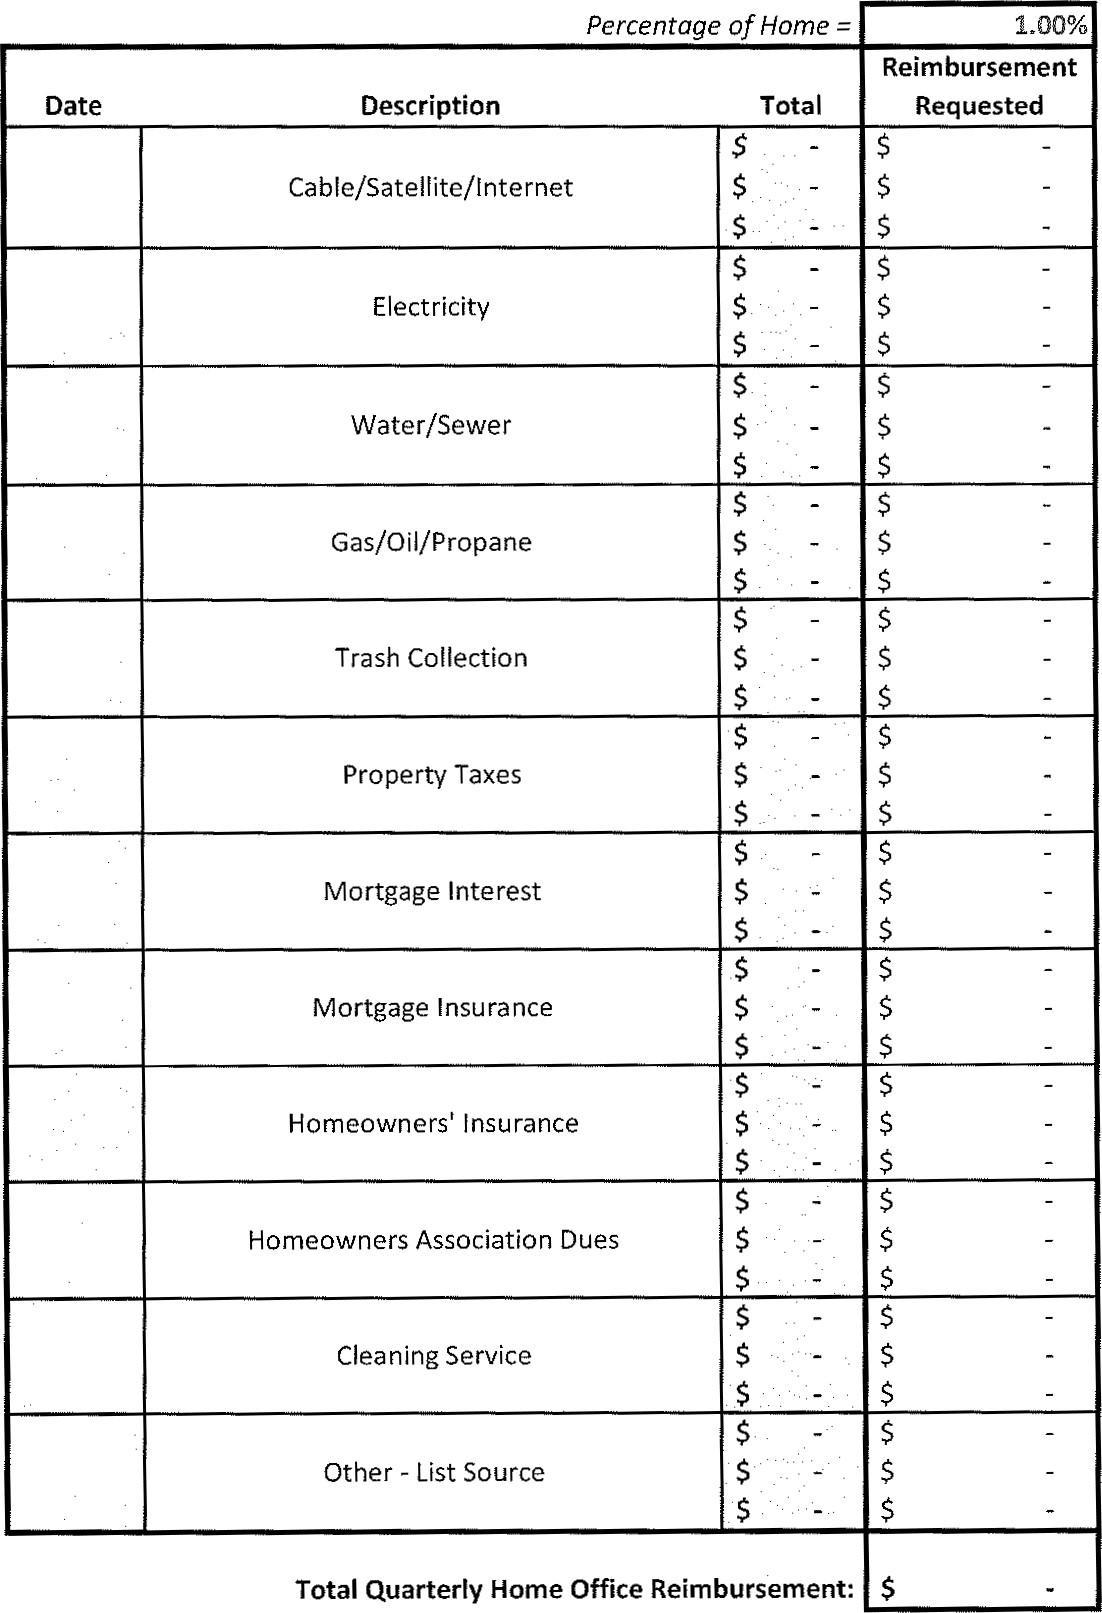 Percentage of Home = 1.00%
Reimbursement
Date Description Total Requested
$ - $ -
Cable/Satellite/Internet $ - $ -
$ - $ -
$ - $ -
Electricity $ - $ -
$ - $ -
$ - $ -
Water/Sewer $ - $ -
$ - $ -
$ - $ -
Gas/Oil/Propane $ - $ -
$ - $ -
$ - $ -
Trash Collection $ - $ -
$ - $ -
$ - $ -
Property Taxes $ - $ -
$ - $ -
$ - $ -
Mortgage Interest $ - $ -
$ - $ -
$ - $ -
Mortgage Insurance $ - $ -
$ - $ -
$ - $ -
Homeowners' Insurance $ - $ -
$ - $ -
$ - $ -
Homeowners Association Dues $ - $ -
$ - $ -
$ - $ -
Cleaning Service $ - $ -
$ - $ -
$ - $ -
Other - List Source $ - $ -
$ - $ -
Total Quarterly Home Office Reimbursement: $ -